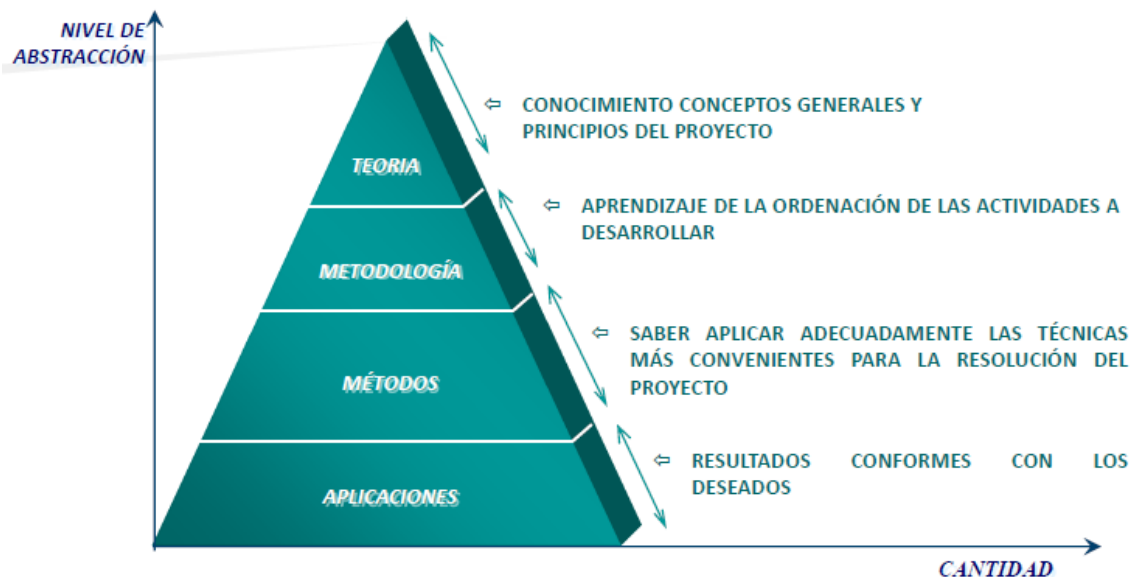 NIVEL DE
ABSTRACCIÓN
⇦ CONOCIMIENTO CONCEPTOS GENERALES Y
PRINCIPIOS DEL PROYECTO
TEORIA
⇦ APRENDIZAJE DE LA ORDENACIÓN DE LAS ACTIVIDADES A
DESARROLLAR
METODOLOGÍA
⇦ SABER APLICAR ADECUADAMENTE LAS TÉCNICAS
MÁS CONVENIENTES PARA LA RESOLUCIÓN DEL
PROYECTO
MÉTODOS
⇦ RESULTADOS CONFORMES CON LOS
DESEADOS
APLICACIONES
CANTIDAD